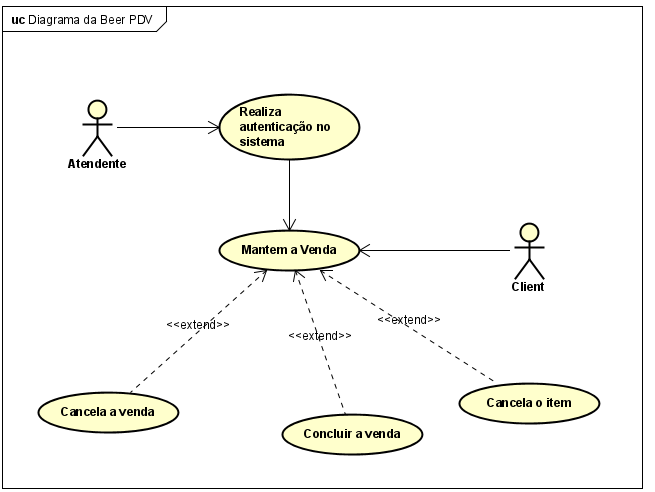 uc Diagrama da Beer PDV
Realiza
autenticação no
sistema
Atendente
Mantem a Venda
Client
<<extend>>
<<extend>>
<<extend>>
Cancela a venda
Concluir a venda
Cancela o item